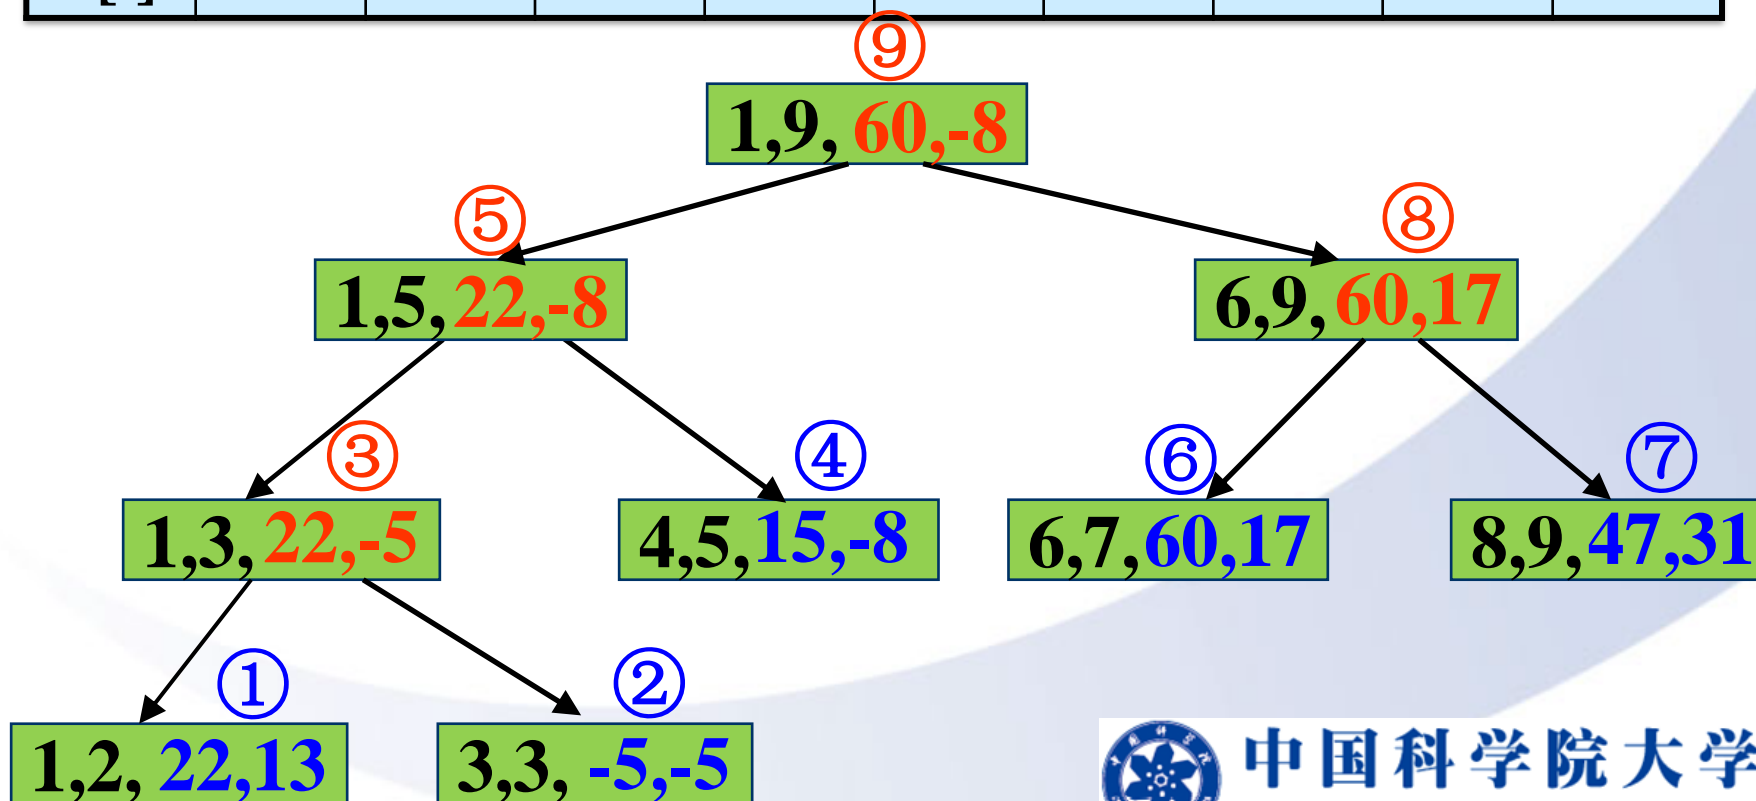 ⑨
1,9, 60,-8
⑤ ⑧
1,5, 22,-8 6,9, 60,17
③ ④ ⑥ ⑦
1,3, 22,-5 4,5, 15,-8 6,7, 60,17 8,9, 47,31
① ②
1,2, 22,13 3,3, -5,-5
中国科学院大学